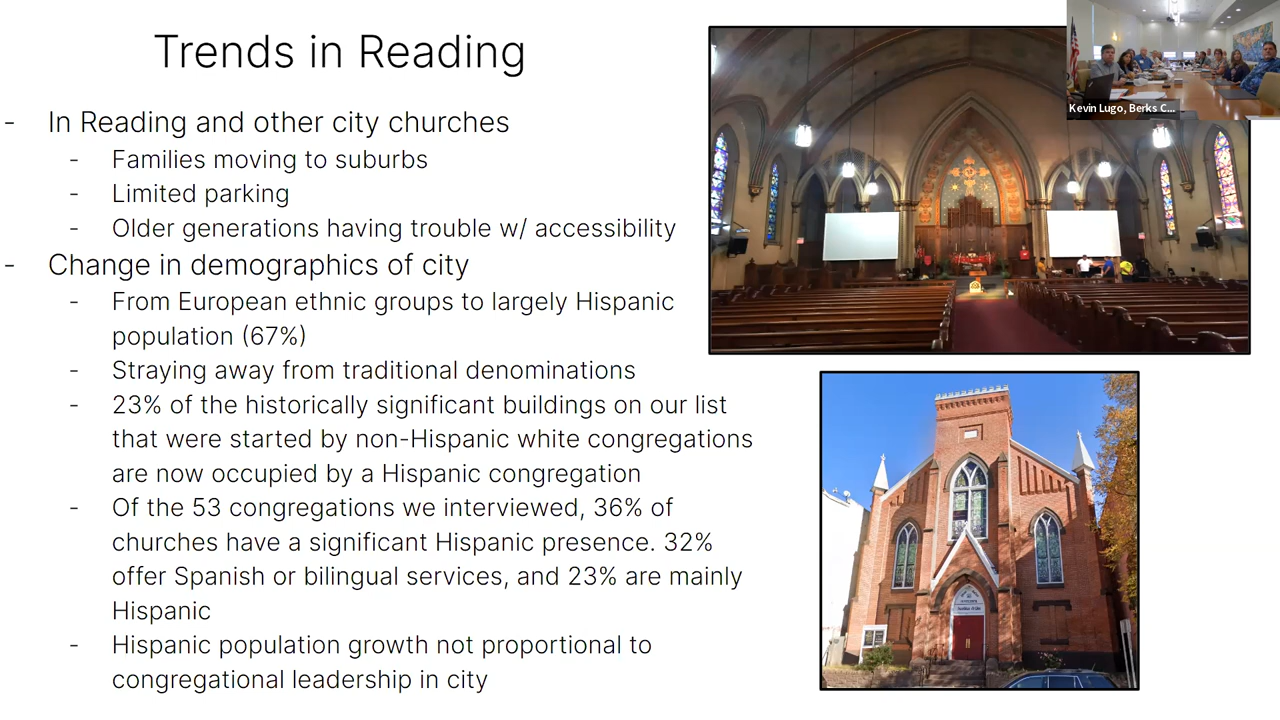 Trends in Reading
- In Reading and other city churches
- Families moving to suburbs
- Limited parking
- Older generations having trouble w/ accessibility
- Change in demographics of city
- From European ethnic groups to largely Hispanic
population (67%)
- Straying away from traditional denominations
- 23% of the historically significant buildings on our list
that were started by non-Hispanic white congregations
are now occupied by a Hispanic congregation
- Of the 53 congregations we interviewed, 36% of
churches have a significant Hispanic presence. 32%
offer Spanish or bilingual services, and 23% are mainly
Hispanic
- Hispanic population growth not proportional to
congregational leadership in city
Kevin Lugo, Berks C...